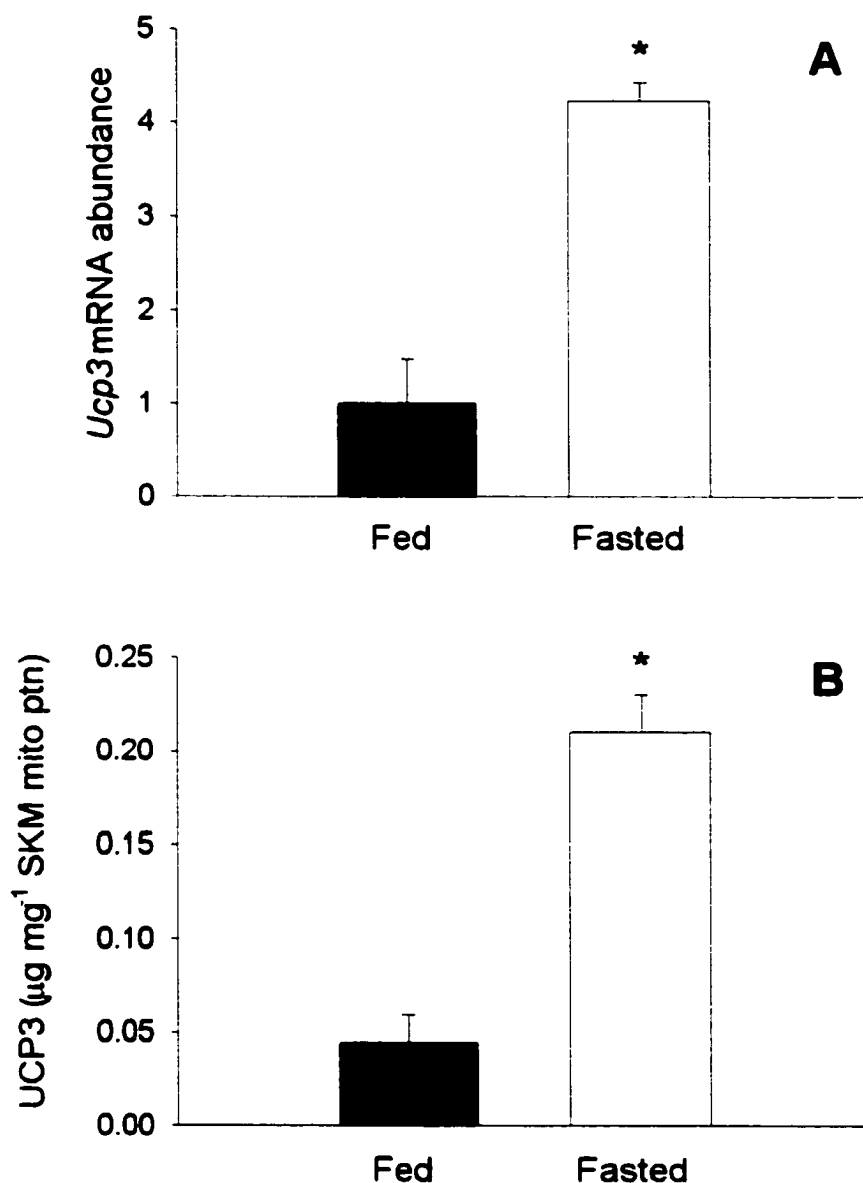 A
Ucp3 mRNA abundance
5
4
3
2
1
0
*
Fed Fasted
B
UCP3 (μg mg⁻¹ SKM mito ptn)
0.25
0.20
0.15
0.10
0.05
0.00
*
Fed Fasted